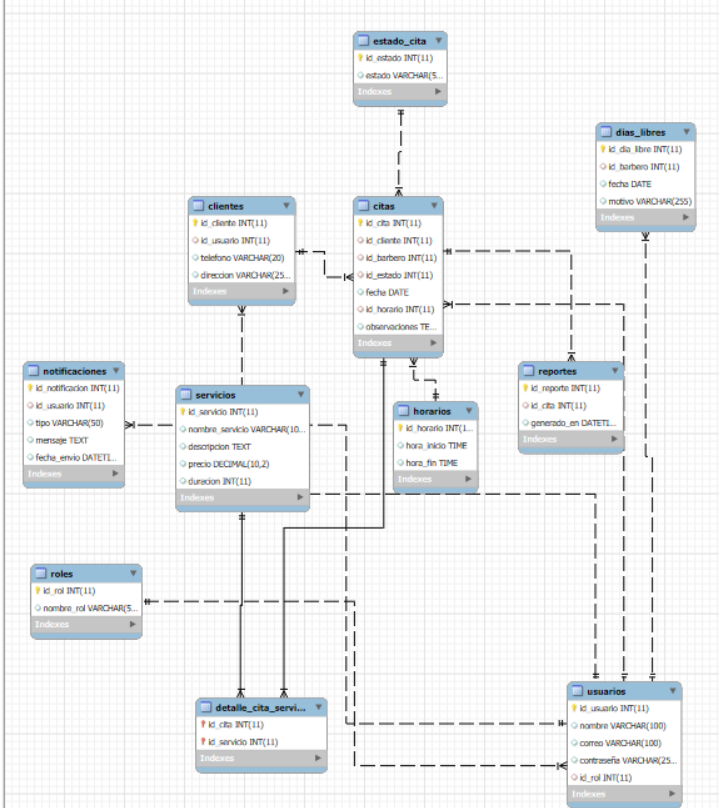 estado_cita
id_estado INT(11)
estado VARCHAR(5...
Indexes
dias_libres
id_dia_libre INT(11)
id_barbero INT(11)
fecha DATE
motivo VARCHAR(255)
Indexes
clientes
id_cliente INT(11)
id_usuario INT(11)
telefono VARCHAR(20)
direccion VARCHAR(25...
Indexes
citas
id_cita INT(11)
id_cliente INT(11)
id_barbero INT(11)
id_estado INT(11)
fecha DATE
id_horario INT(11)
observaciones TE...
Indexes
notificaciones
id_notificacion INT(11)
id_usuario INT(11)
tipo VARCHAR(50)
mensaje TEXT
fecha_envio DATETI...
Indexes
servicios
id_servicio INT(11)
nombre_servicio VARCHAR(10...
descripcion TEXT
precio DECIMAL(10,2)
duracion INT(11)
Indexes
horarios
id_horario INT(1...
hora_inicio TIME
hora_fin TIME
Indexes
reportes
id_reporte INT(11)
id_cita INT(11)
generado_en DATETI...
Indexes
roles
id_rol INT(11)
nombre_rol VARCHAR(5...
Indexes
detalle_cita_servi...
id_cita INT(11)
id_servicio INT(11)
Indexes
usuarios
id_usuario INT(11)
nombre VARCHAR(100)
correo VARCHAR(100)
contraseña VARCHAR(25...
id_rol INT(11)
Indexes